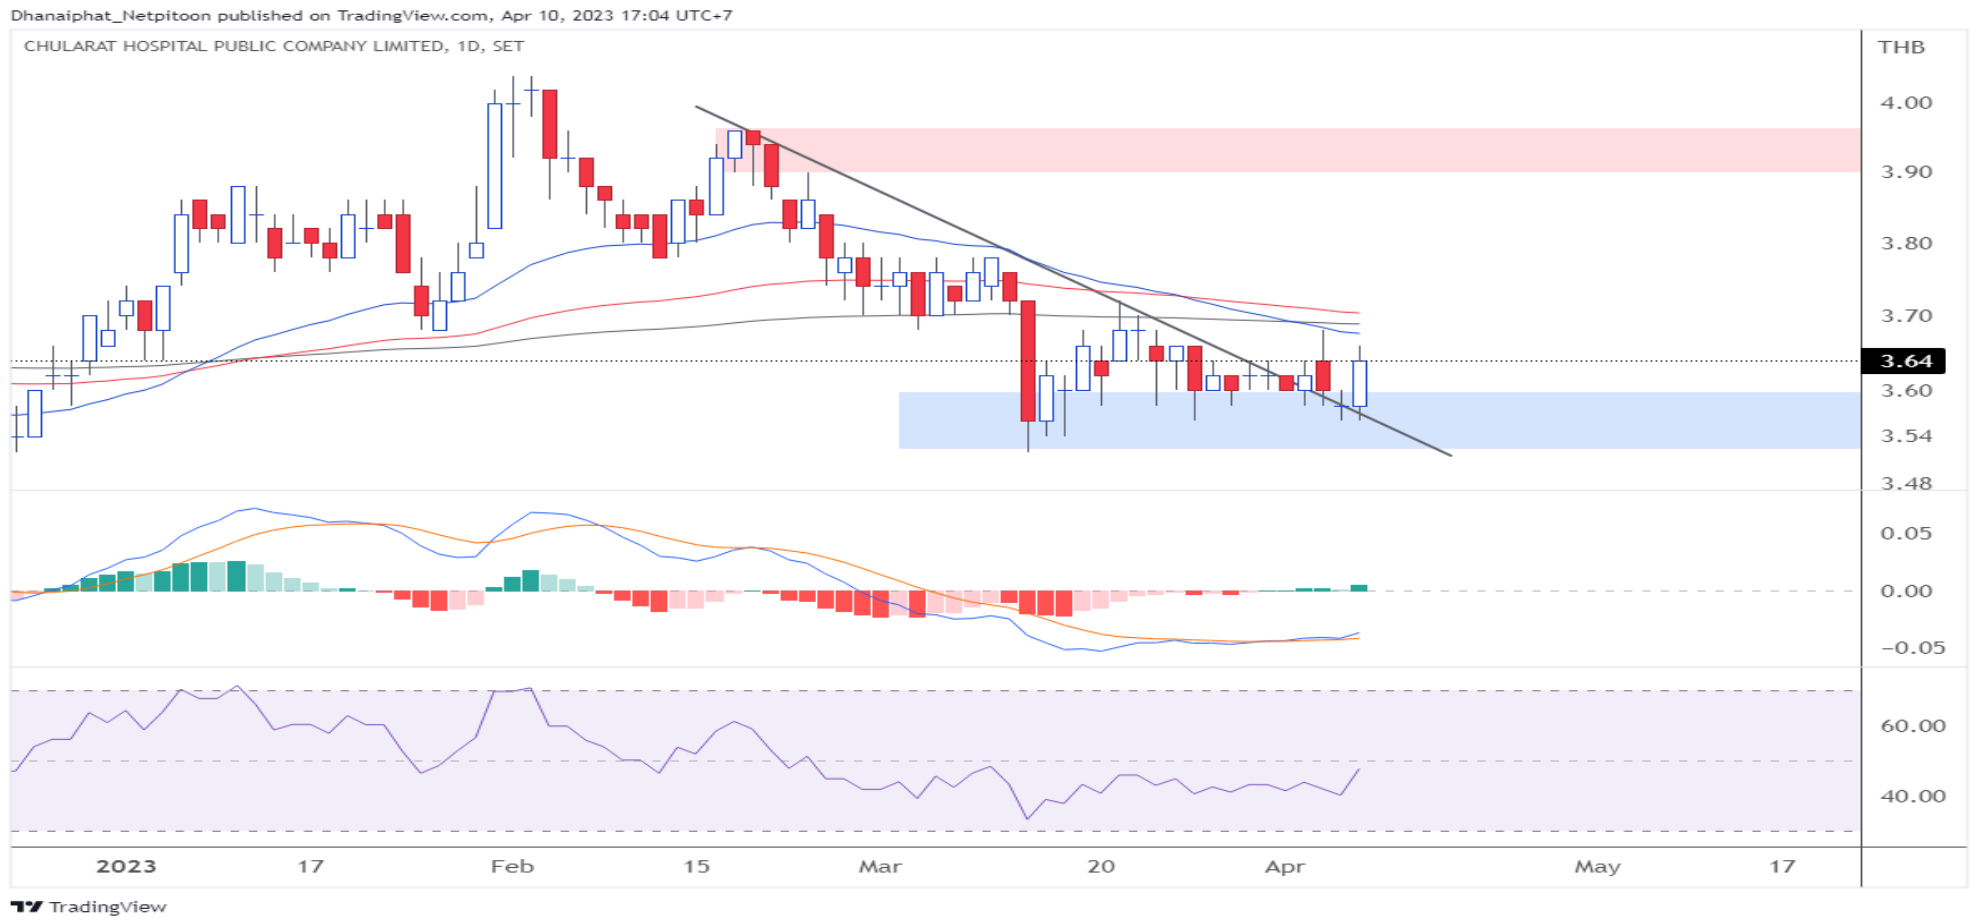 Dhanaiphat_Netpitoon published on TradingView.com, Apr 10, 2023 17:04 UTC+7
CHULARAT HOSPITAL PUBLIC COMPANY LIMITED, 1D, SET
THB
4.00
3.90
3.80
3.70
3.64
3.60
3.54
3.48
0.05
0.00
−0.05
60.00
40.00
2023 17 Feb 15 Mar 20 Apr May 17
TradingView